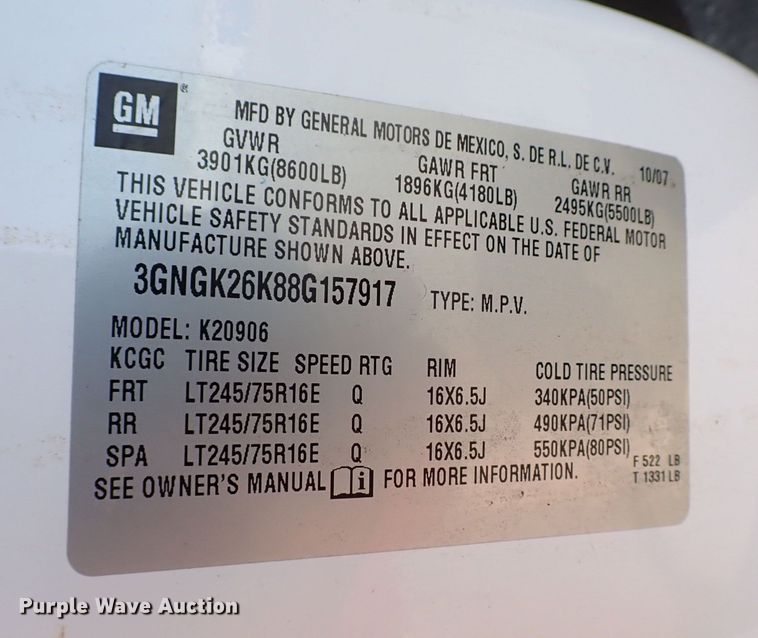 GM®
MFD BY GENERAL MOTORS DE MEXICO, S. DE R.L. DE C.V. 10/07
GVWR GAWR FRT GAWR RR
3901KG(8600LB) 1896KG(4180LB) 2495KG(5500LB)
THIS VEHICLE CONFORMS TO ALL APPLICABLE U.S. FEDERAL MOTOR
VEHICLE SAFETY STANDARDS IN EFFECT ON THE DATE OF
MANUFACTURE SHOWN ABOVE.
3GNGK26K88G157917 TYPE: M.P.V.
MODEL: K20906
KCGC TIRE SIZE SPEED RTG RIM COLD TIRE PRESSURE
FRT LT245/75R16E Q 16X6.5J 340KPA(50PSI)
RR LT245/75R16E Q 16X6.5J 490KPA(71PSI)
SPA LT245/75R16E Q 16X6.5J 550KPA(80PSI)
F 522 LB
T 1331 LB
SEE OWNER'S MANUAL i FOR MORE INFORMATION.
Purple Wave Auction